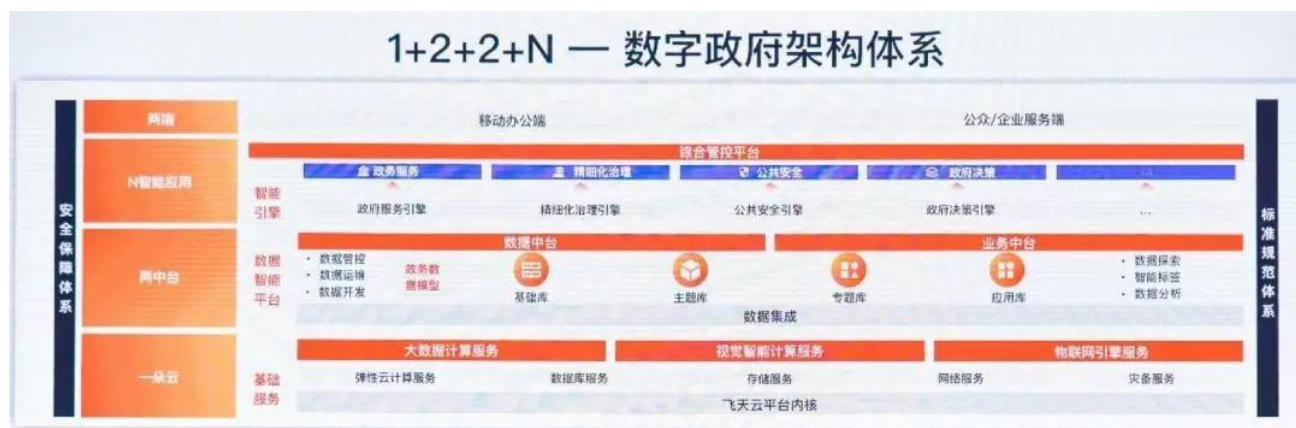 1+2+2+N — 数字政府架构体系
安全保障体系
两端
移动办公端
公众/企业服务端
N智能应用
综合管控平台
政务服务
精细化治理
公共安全
政府决策
...
智能引擎
政府服务引擎
精细化治理引擎
公共安全引擎
政府决策引擎
...
两中台
数据智能平台
数据中台
业务中台
· 数据管控
· 数据运维
· 数据开发
政务数据模型
基础库
主题库
专题库
应用库
· 数据探索
· 智能标签
· 数据分析
数据集成
一朵云
基础服务
大数据计算服务
视觉智能计算服务
物联网引擎服务
弹性云计算服务
数据库服务
存储服务
网络服务
灾备服务
飞天云平台内核
标准规范体系